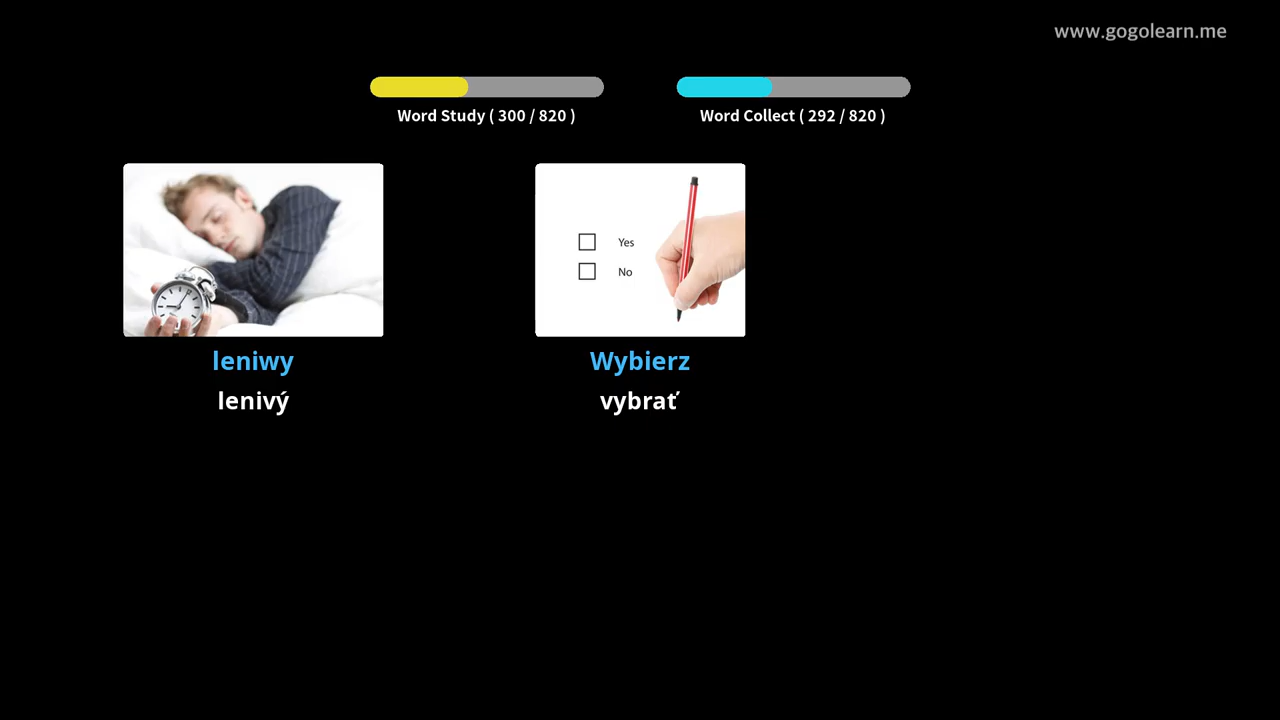 www.gogolearn.me
Word Study ( 300 / 820 )
Word Collect ( 292 / 820 )
Yes
No
leniwy
lenivý
Wybierz
vybrať